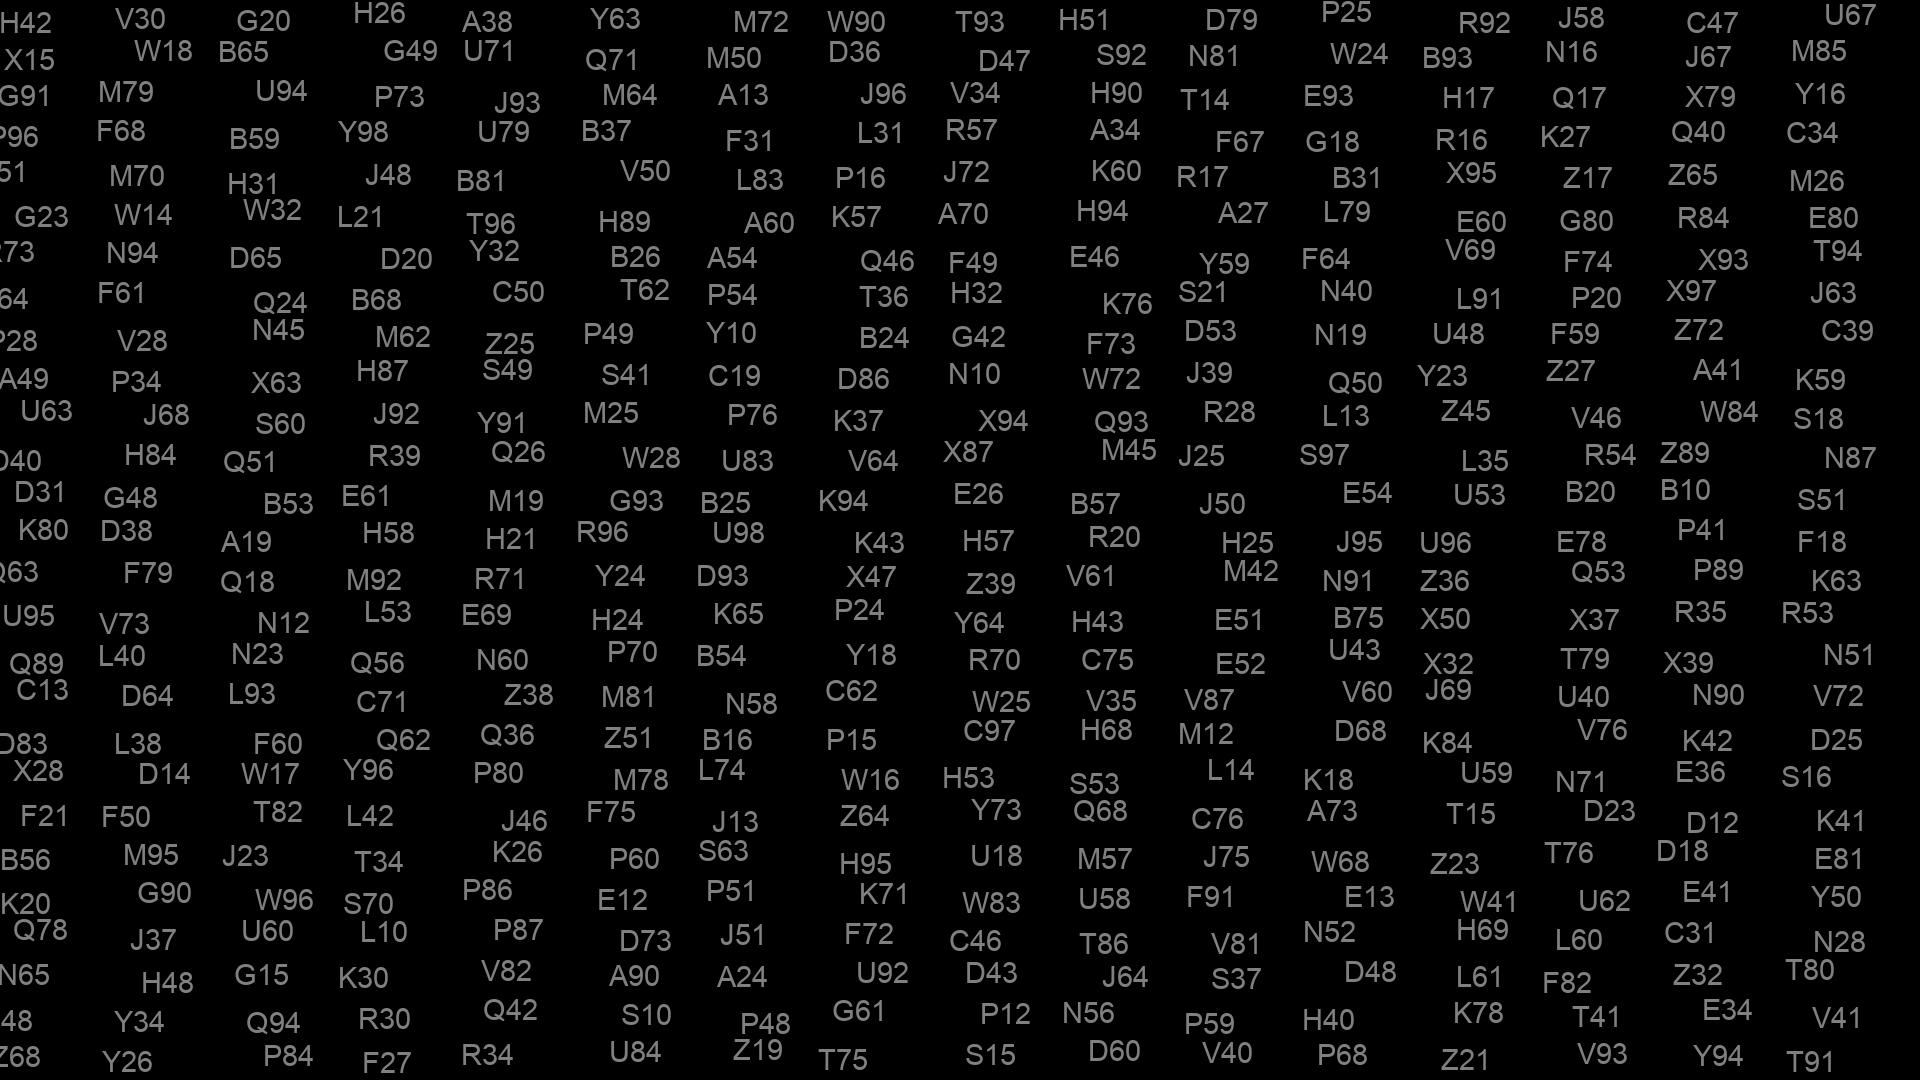 H42 V30 G20 H26 A38 Y63 M72 W90 T93 H51 D79 P25 R92 J58 C47 U67
X15 W18 B65 G49 U71 Q71 M50 D36 D47 S92 N81 W24 B93 N16 J67 M85
G91 M79 U94 P73 J93 M64 A13 J96 V34 H90 T14 E93 H17 Q17 X79 Y16
P96 F68 B59 Y98 U79 B37 F31 L31 R57 A34 F67 G18 R16 K27 Q40 C34
51 M70 H31 J48 B81 V50 L83 P16 J72 K60 R17 B31 X95 Z17 Z65 M26
G23 W14 W32 L21 T96 H89 A60 K57 A70 H94 A27 L79 E60 G80 R84 E80
73 N94 D65 D20 Y32 B26 A54 Q46 F49 E46 Y59 F64 V69 F74 X93 T94
64 F61 Q24 B68 C50 T62 P54 T36 H32 K76 S21 N40 L91 P20 X97 J63
P28 V28 N45 M62 Z25 P49 Y10 B24 G42 F73 D53 N19 U48 F59 Z72 C39
A49 P34 X63 H87 S49 S41 C19 D86 N10 W72 J39 Q50 Y23 Z27 A41 K59
U63 J68 S60 J92 Y91 M25 P76 K37 X94 Q93 R28 L13 Z45 V46 W84 S18
D40 H84 Q51 R39 Q26 W28 U83 V64 X87 M45 J25 S97 L35 R54 Z89 N87
D31 G48 B53 E61 M19 G93 B25 K94 E26 B57 J50 E54 U53 B20 B10 S51
K80 D38 A19 H58 H21 R96 U98 K43 H57 R20 H25 J95 U96 E78 P41 F18
Q63 F79 Q18 M92 R71 Y24 D93 X47 Z39 V61 M42 N91 Z36 Q53 P89 K63
U95 V73 N12 L53 E69 H24 K65 P24 Y64 H43 E51 B75 X50 X37 R35 R53
Q89 L40 N23 Q56 N60 P70 B54 Y18 R70 C75 E52 U43 X32 T79 X39 N51
C13 D64 L93 C71 Z38 M81 N58 C62 W25 V35 V87 V60 J69 U40 N90 V72
D83 L38 F60 Q62 Q36 Z51 B16 P15 C97 H68 M12 D68 K84 V76 K42 D25
X28 D14 W17 Y96 P80 M78 L74 W16 H53 S53 L14 K18 U59 N71 E36 S16
F21 F50 T82 L42 J46 F75 J13 Z64 Y73 Q68 C76 A73 T15 D23 D12 K41
B56 M95 J23 T34 K26 P60 S63 H95 U18 M57 J75 W68 Z23 T76 D18 E81
K20 G90 W96 S70 P86 E12 P51 K71 W83 U58 F91 E13 W41 U62 E41 Y50
Q78 J37 U60 L10 P87 D73 J51 F72 C46 T86 V81 N52 H69 L60 C31 N28
N65 H48 G15 K30 V82 A90 A24 U92 D43 J64 S37 D48 L61 F82 Z32 T80
48 Y34 Q94 R30 Q42 S10 P48 G61 P12 N56 P59 H40 K78 T41 E34 V41
Z68 Y26 P84 F27 R34 U84 Z19 T75 S15 D60 V40 P68 Z21 V93 Y94 T91